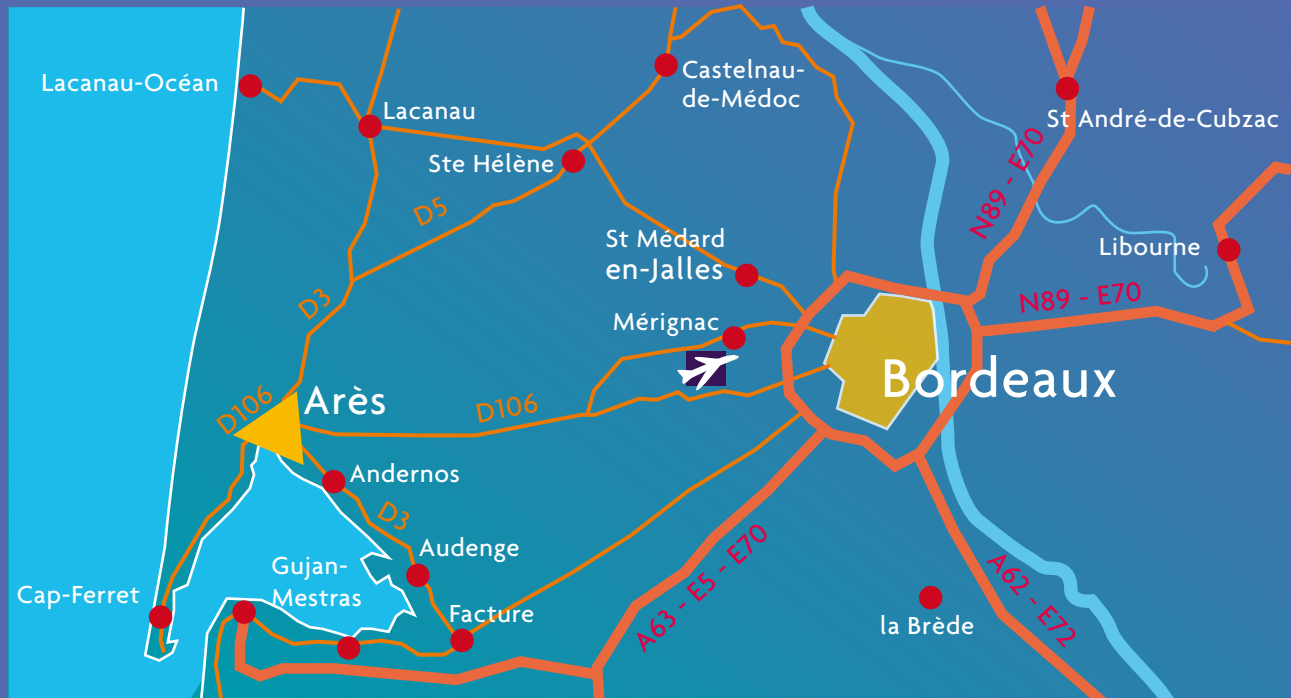 Lacanau-Océan
Lacanau
Castelnau-
de-Médoc
St André-de-Cubzac
Ste Hélène
D5
N89 - E70
St Médard
en-Jalles
Libourne
D3
N89 - E70
Mérignac
Bordeaux
D106
Arès
D106
Andernos
D3
Audenge
Gujan-
Mestras
Cap-Ferret
Facture
A63 - E5 - E70
A62 - E72
la Brède